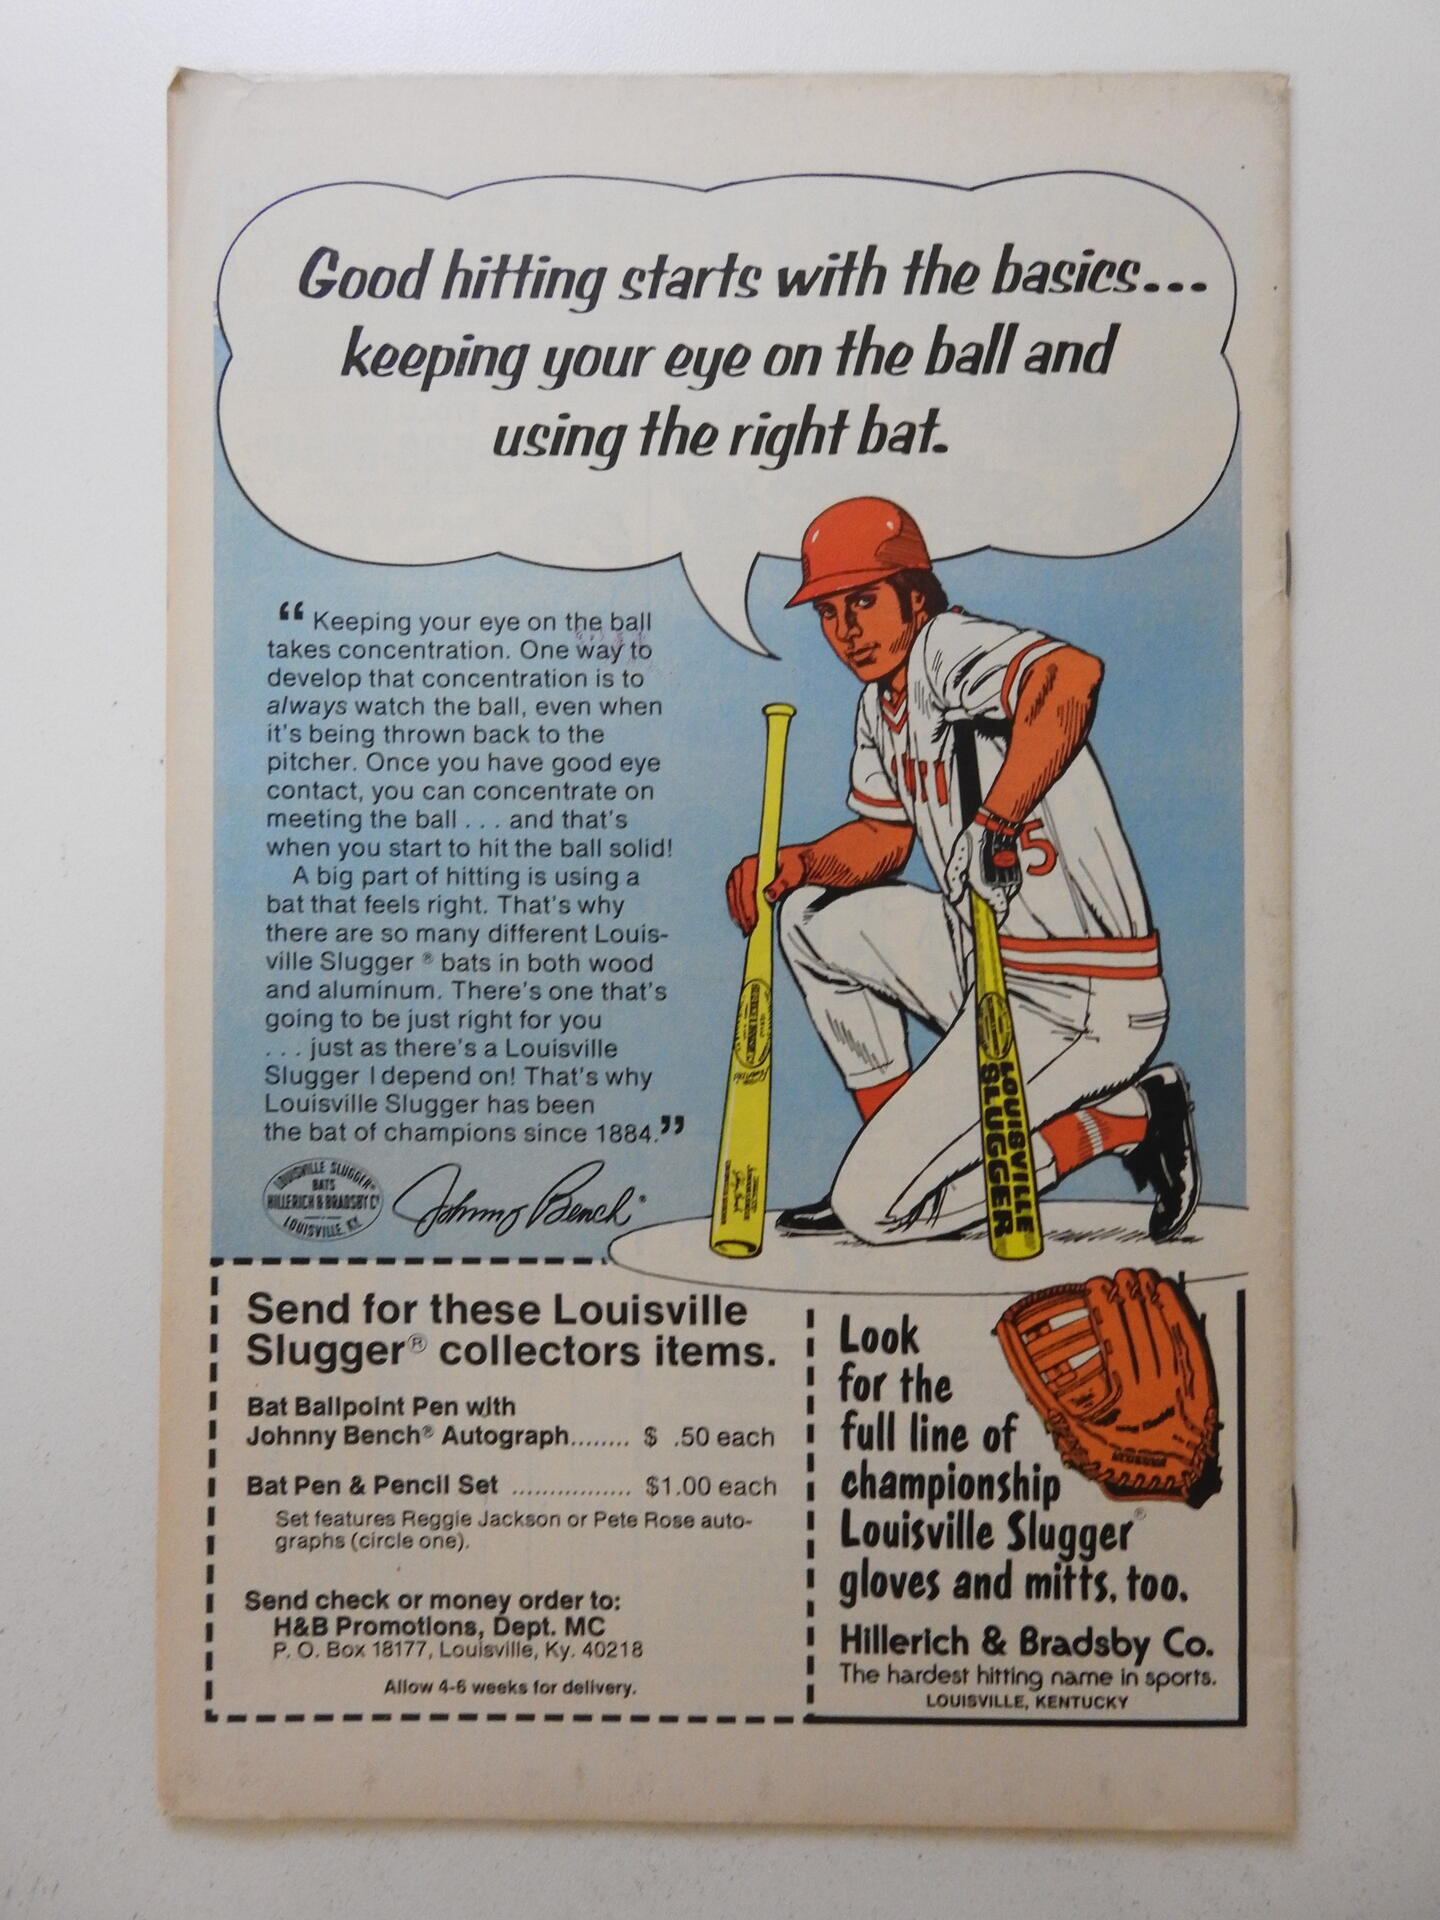 Good hitting starts with the basics...
keeping your eye on the ball and
using the right bat.
“Keeping your eye on the ball
takes concentration. One way to
develop that concentration is to
always watch the ball, even when
it's being thrown back to the
pitcher. Once you have good eye
contact, you can concentrate on
meeting the ball . . . and that's
when you start to hit the ball solid!
A big part of hitting is using a
bat that feels right. That's why
there are so many different Louis-
ville Slugger® bats in both wood
and aluminum. There's one that's
going to be just right for you
. . . just as there's a Louisville
Slugger I depend on! That's why
Louisville Slugger has been
the bat of champions since 1884.”
LOUISVILLE SLUGGER®
BATS
HILLERICH & BRADSBY Co
LOUISVILLE, KY.
Johnny Bench®
5
LOUISVILLE
SLUGGER
Send for these Louisville
Slugger® collectors items.
Bat Ballpoint Pen with
Johnny Bench® Autograph........ $ .50 each
Bat Pen & Pencil Set ................ $1.00 each
Set features Reggie Jackson or Pete Rose auto-
graphs (circle one).
Send check or money order to:
H&B Promotions, Dept. MC
P. O. Box 18177, Louisville, Ky. 40218
Allow 4-6 weeks for delivery.
Look
for the
full line of
championship
Louisville Slugger®
gloves and mitts, too.
Hillerich & Bradsby Co.
The hardest hitting name in sports.
LOUISVILLE, KENTUCKY